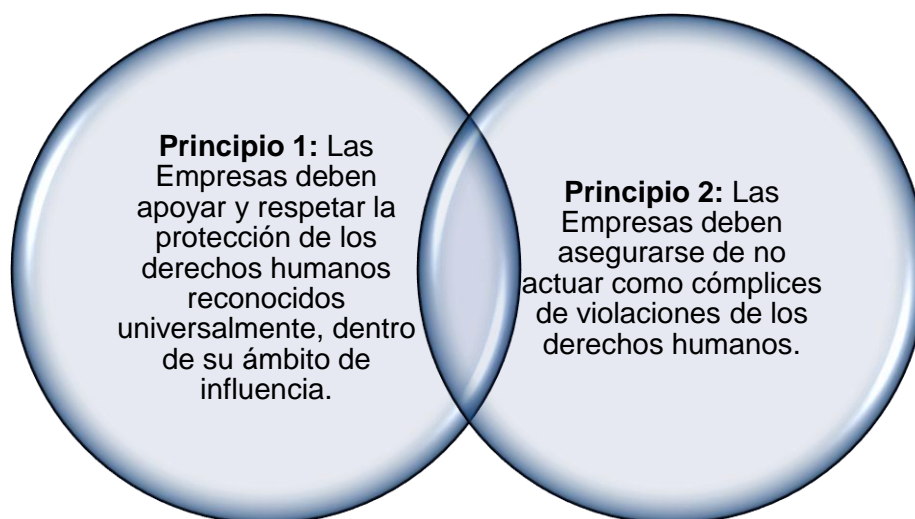 Principio 1: Las
Empresas deben
apoyar y respetar la
protección de los
derechos humanos
reconocidos
universalmente, dentro
de su ámbito de
influencia.
Principio 2: Las
Empresas deben
asegurarse de no
actuar como cómplices
de violaciones de los
derechos humanos.